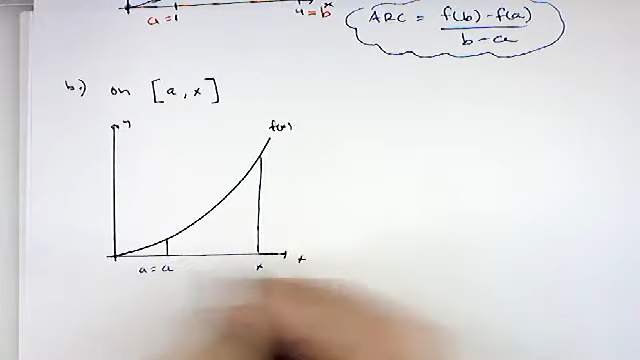 a = 1
4 = b
x
ARC = f(b) - f(a)
b - a
b.) on [a, x]
y
f(x)
a = a
x
x